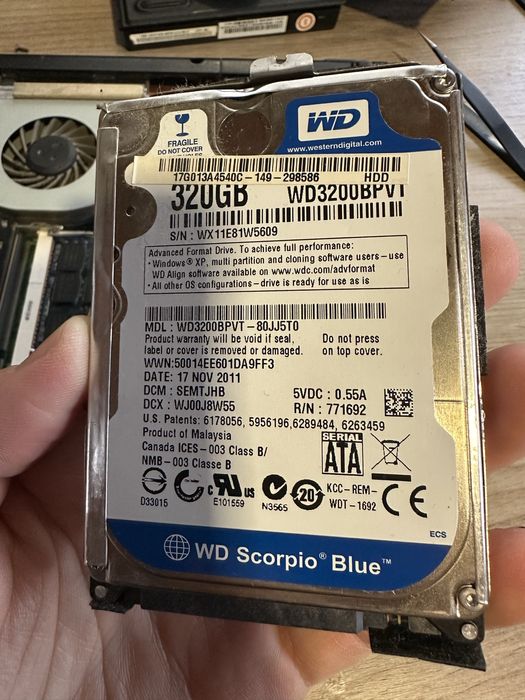 WD
www.westerndigital.com
FRAGILE
DO NOT COVER
17G013A4540C-149-298586 HDD
320GB WD3200BPVT
S/N : WX11E81W5609
Advanced Format Drive. To achieve full performance:
• Windows® XP, multi partition and cloning software users - use
WD Align software available on www.wdc.com/advformat
• All other OS configurations - drive is ready for use as is
MDL : WD3200BPVT - 80JJ5T0
Product warranty will be void if seal, Do not press
label or cover is removed or damaged. on top cover.
WWN:50014EE601DA9FF3
DATE: 17 NOV 2011
DCM : SEMTJHB 5VDC : 0.55A
DCX : WJ00J8W55 R/N : 771692
U.S. Patents: 6178056, 5956196,6289484, 6263459
Product of Malaysia
Canada ICES-003 Class B/
NMB-003 Classe B
SERIAL
ATA
D33015
c UL US
E101559
N3565
20
KCC-REM-
WDT-1692
CE
ECS
WD Scorpio® Blue™